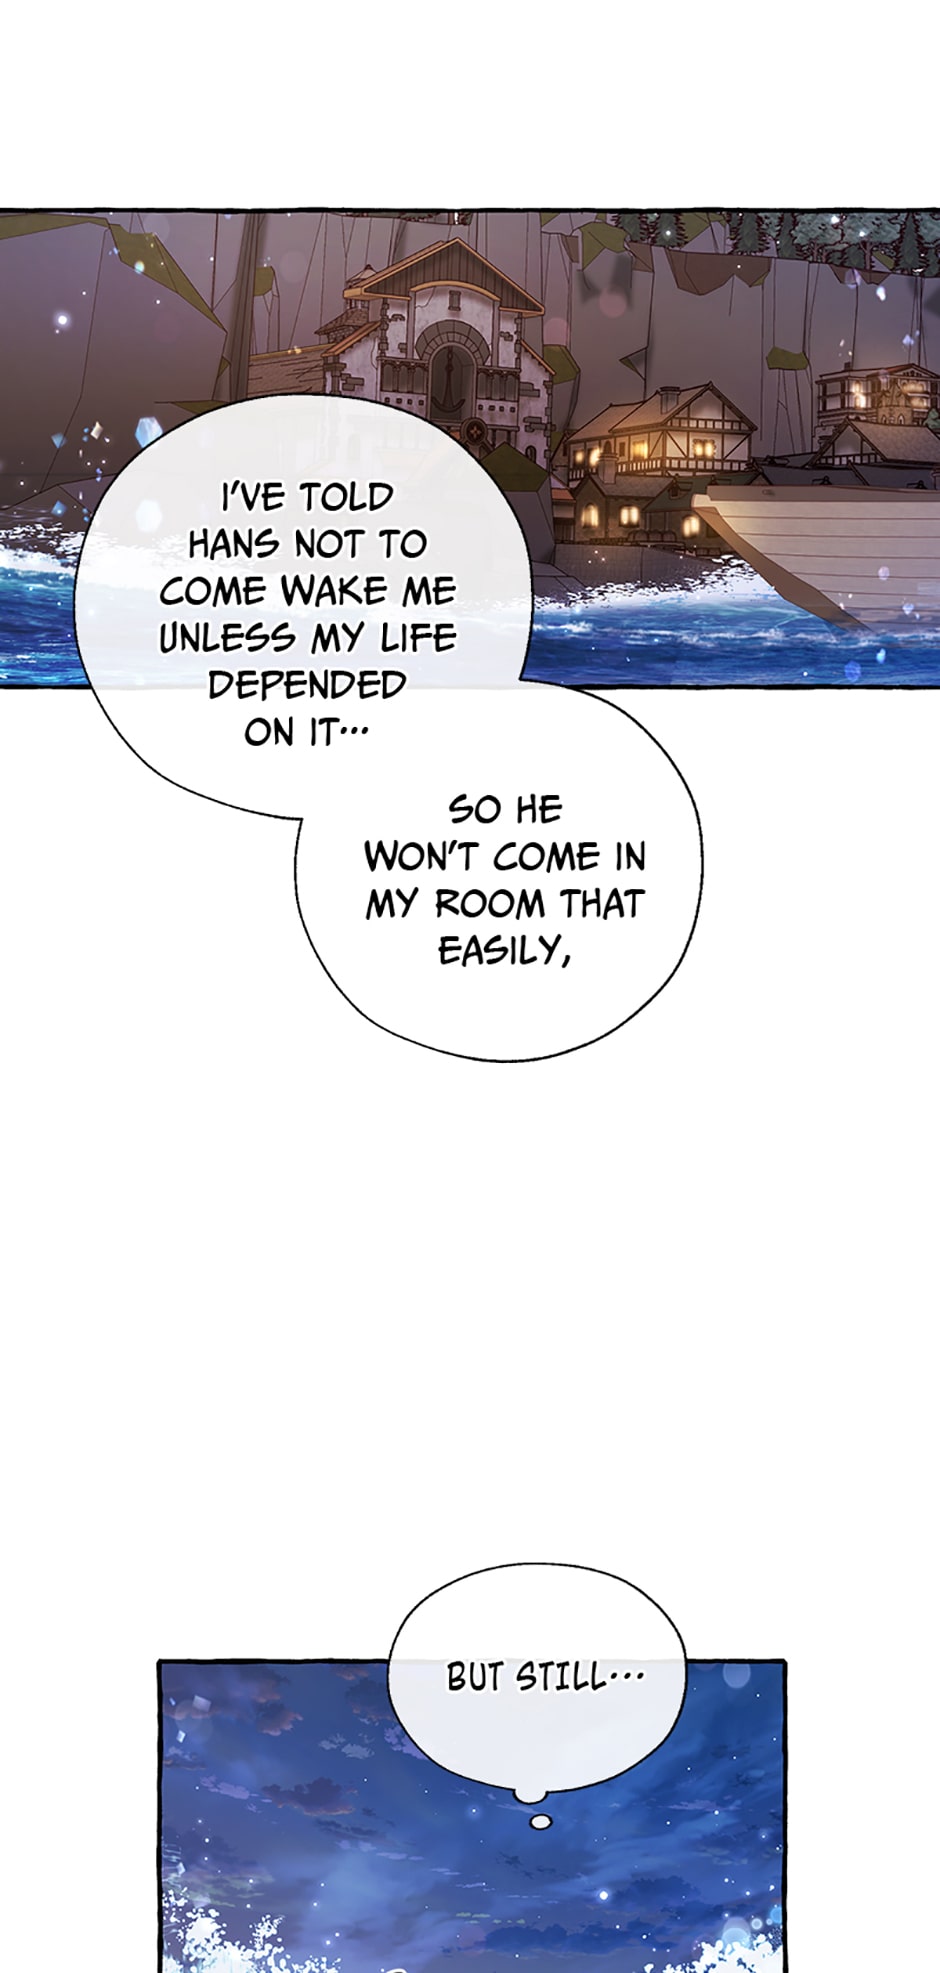 I'VE TOLD
HANS NOT TO
COME WAKE ME
UNLESS MY LIFE
DEPENDED
ON IT...
SO HE
WON'T COME IN
MY ROOM THAT
EASILY,
BUT STILL...